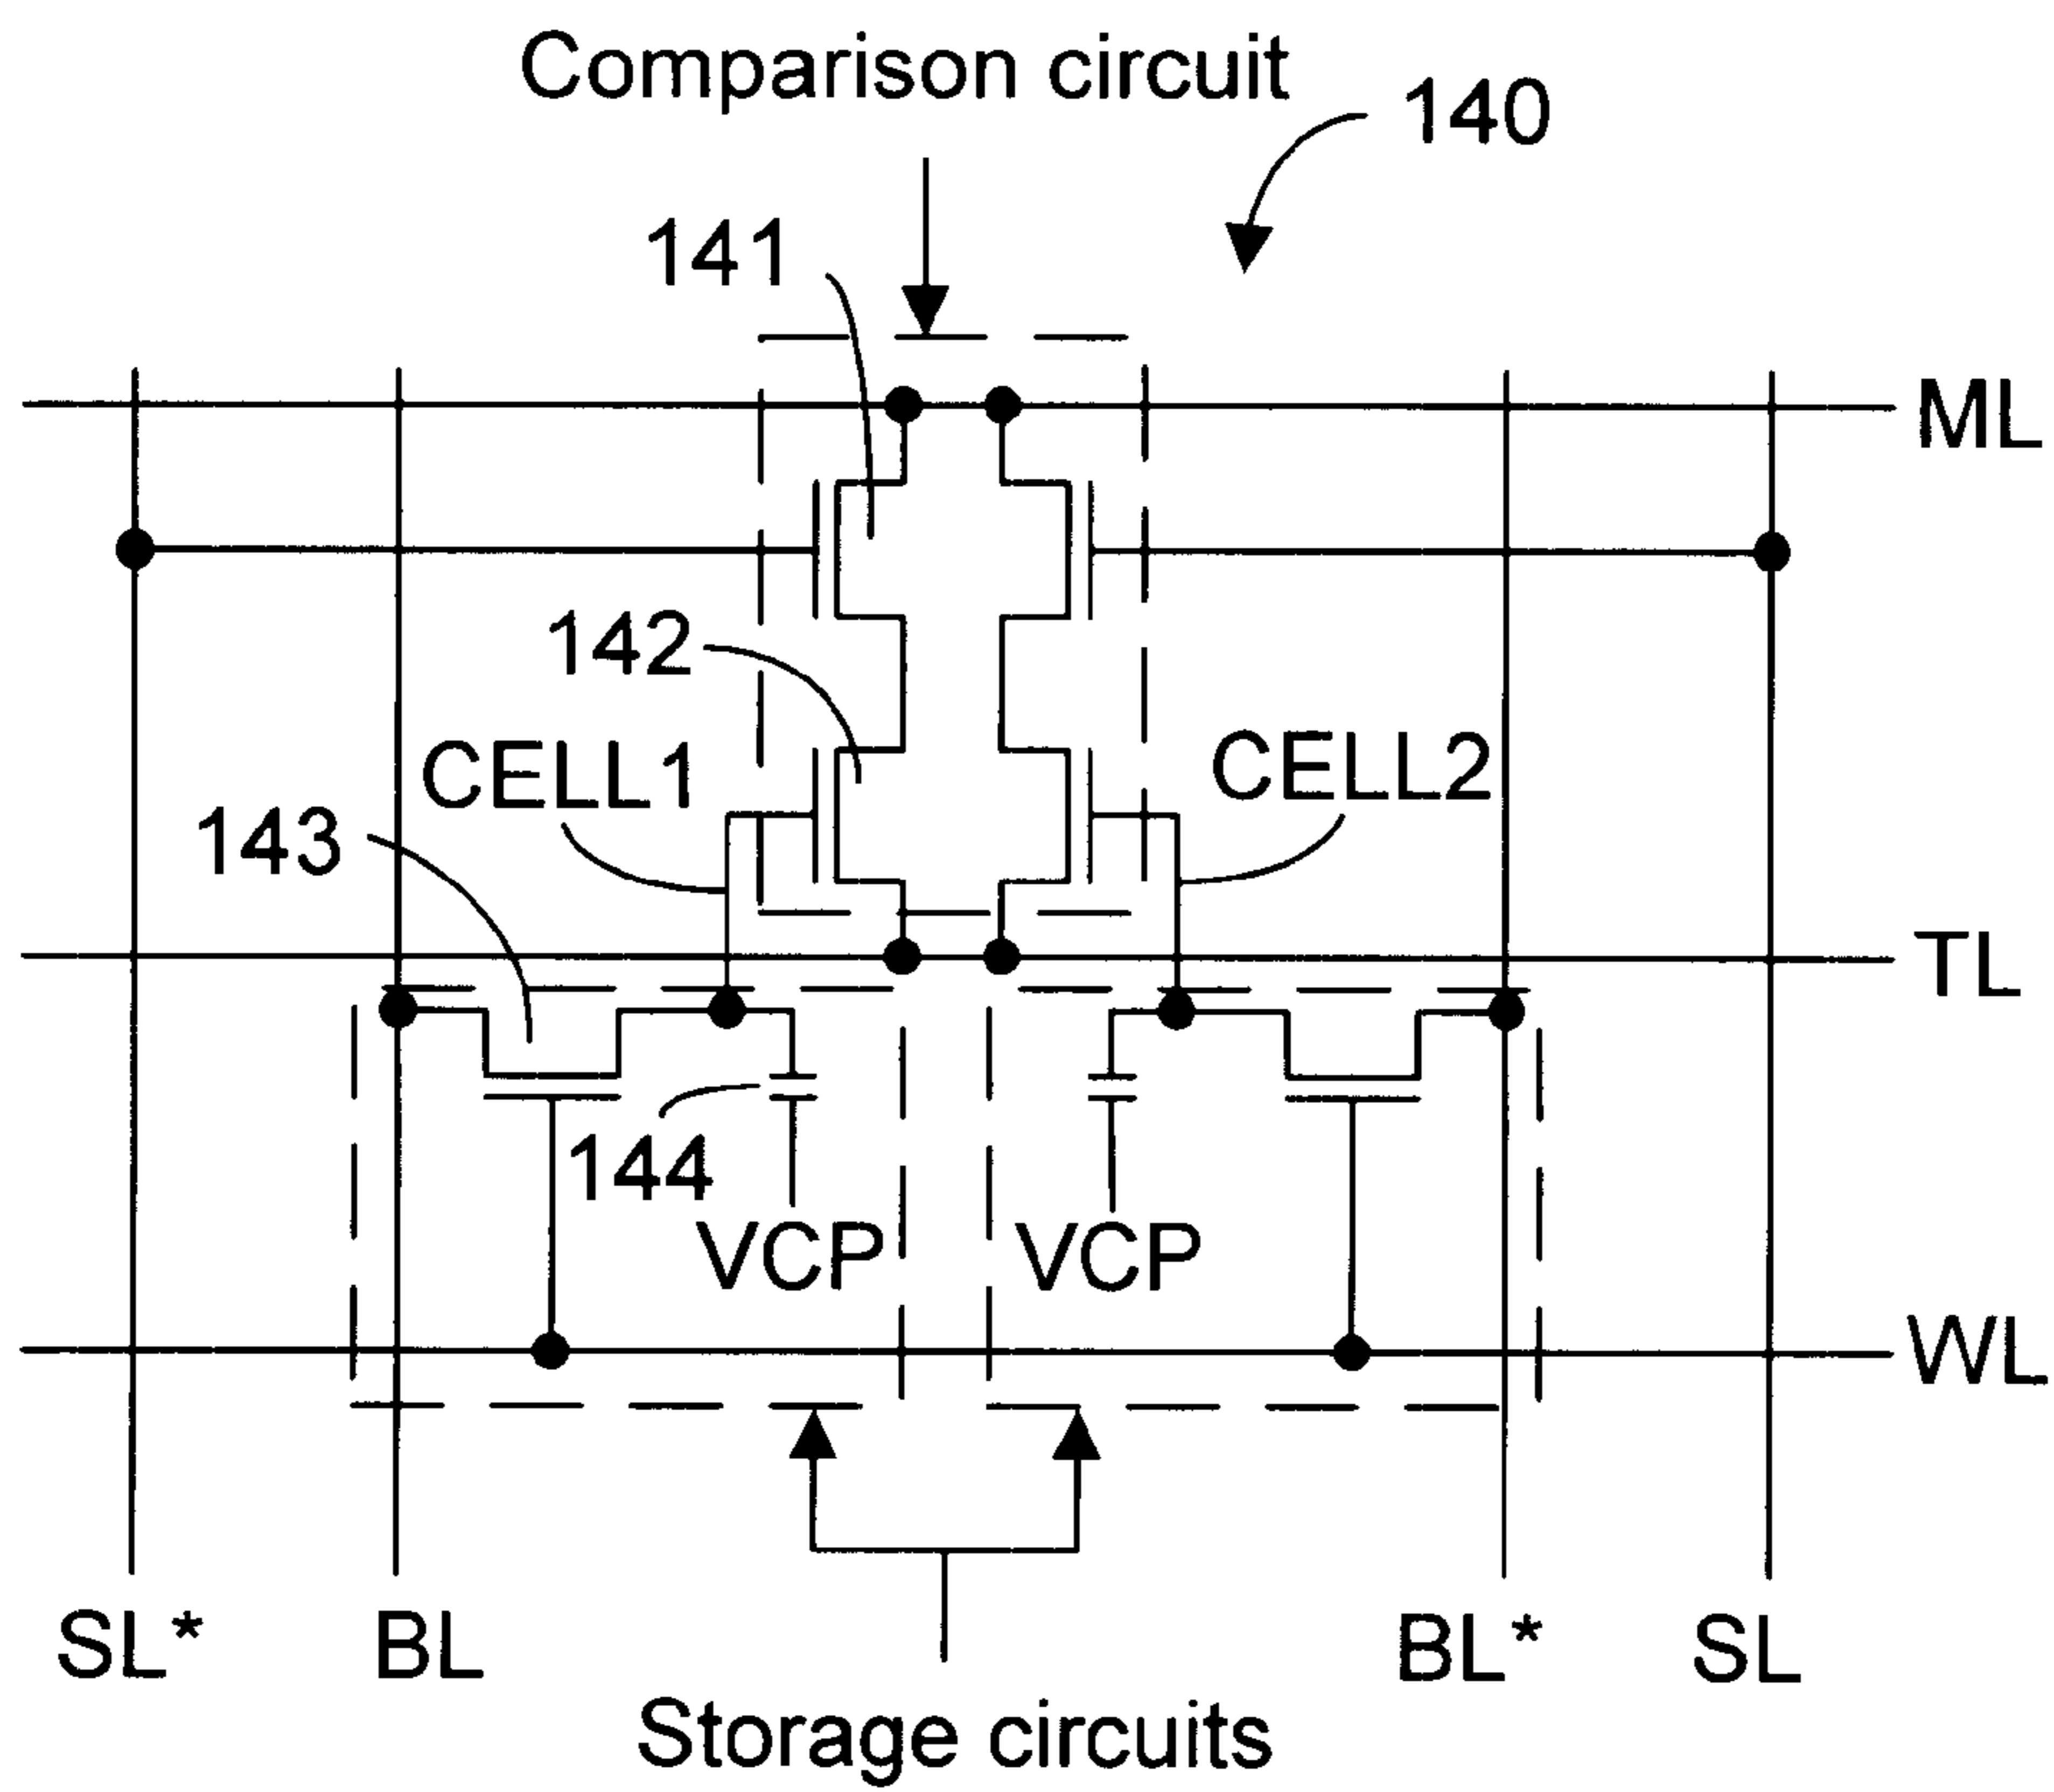 Comparison circuit
140
141
ML
142
CELL1
CELL2
143
TL
144
VCP
VCP
WL
SL*
BL
BL*
SL
Storage circuits